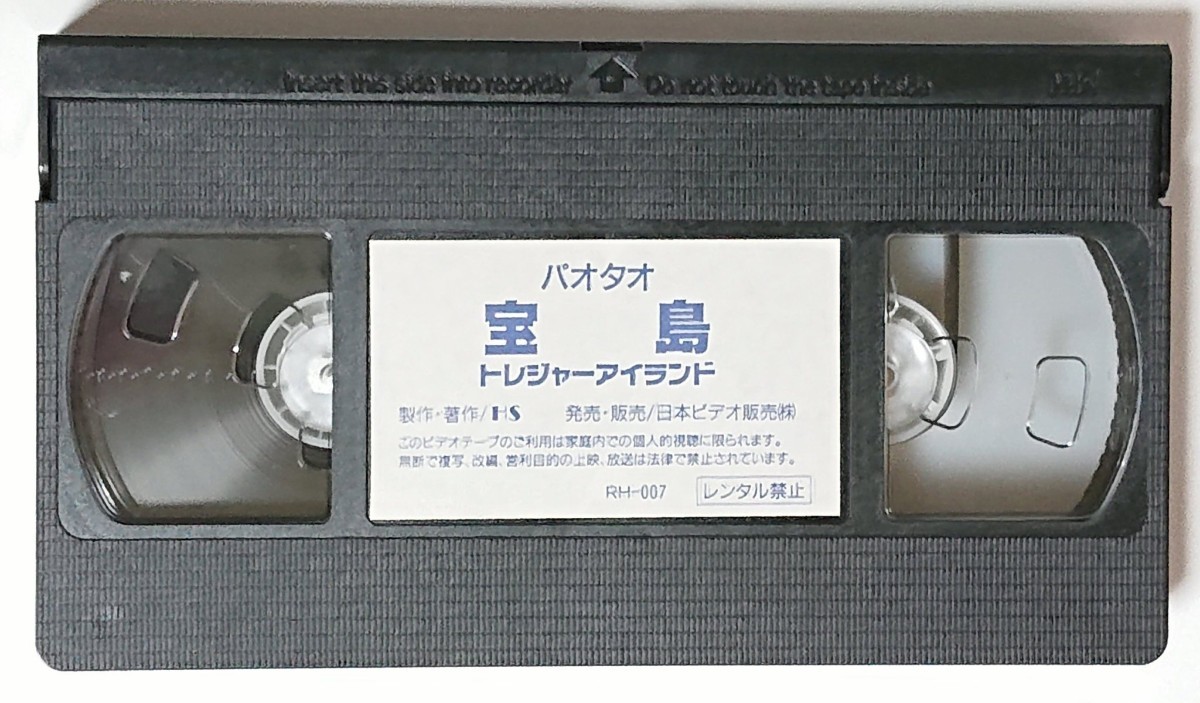 Insert this side into recorder Do not touch the tape inside
パオタオ
宝 島
トレジャーアイランド
製作・著作/HS 発売・販売/日本ビデオ販売㈱
このビデオテープのご利用は家庭内での個人的視聴に限られます。
無断で複写、改編、営利目的の上映、放送は法律で禁止されています。
RH-007 レンタル禁止